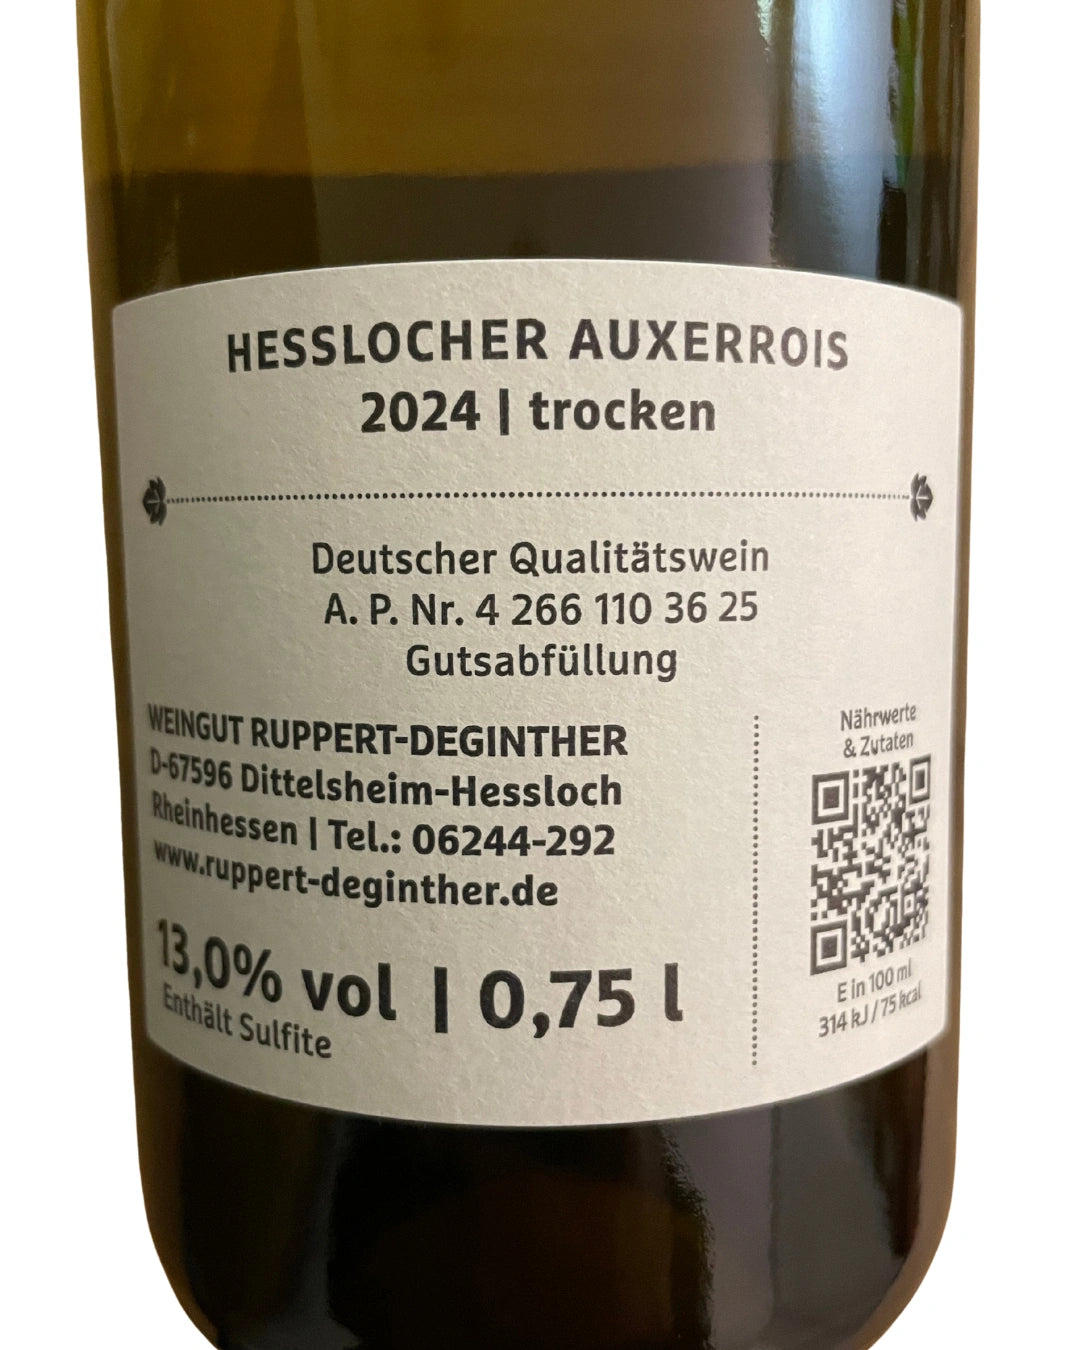 HESSLOCHER AUXERROIS
2024 | trocken
Deutscher Qualitätswein
A. P. Nr. 4 266 110 36 25
Gutsabfüllung
WEINGUT RUPPERT-DEGINTHER
D-67596 Dittelsheim-Hessloch
Rheinhessen | Tel.: 06244-292
www.ruppert-deginther.de
13,0% vol | 0,75 l
Enthält Sulfite
Nährwerte
& Zutaten
E in 100 ml
314 kJ / 75 kcal